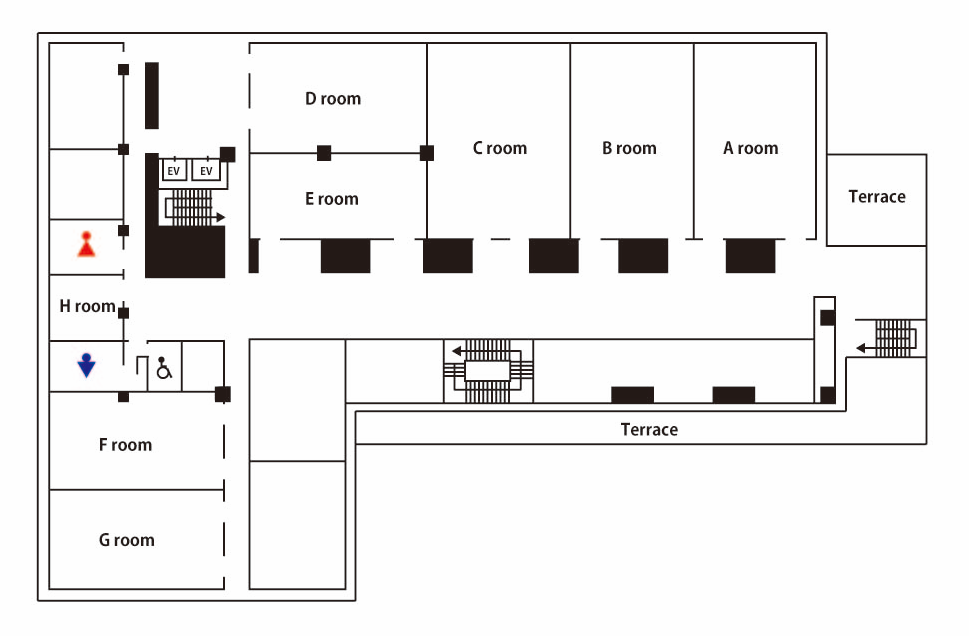 D room
C room
B room
A room
EV
EV
E room
Terrace
H room
F room
Terrace
G room